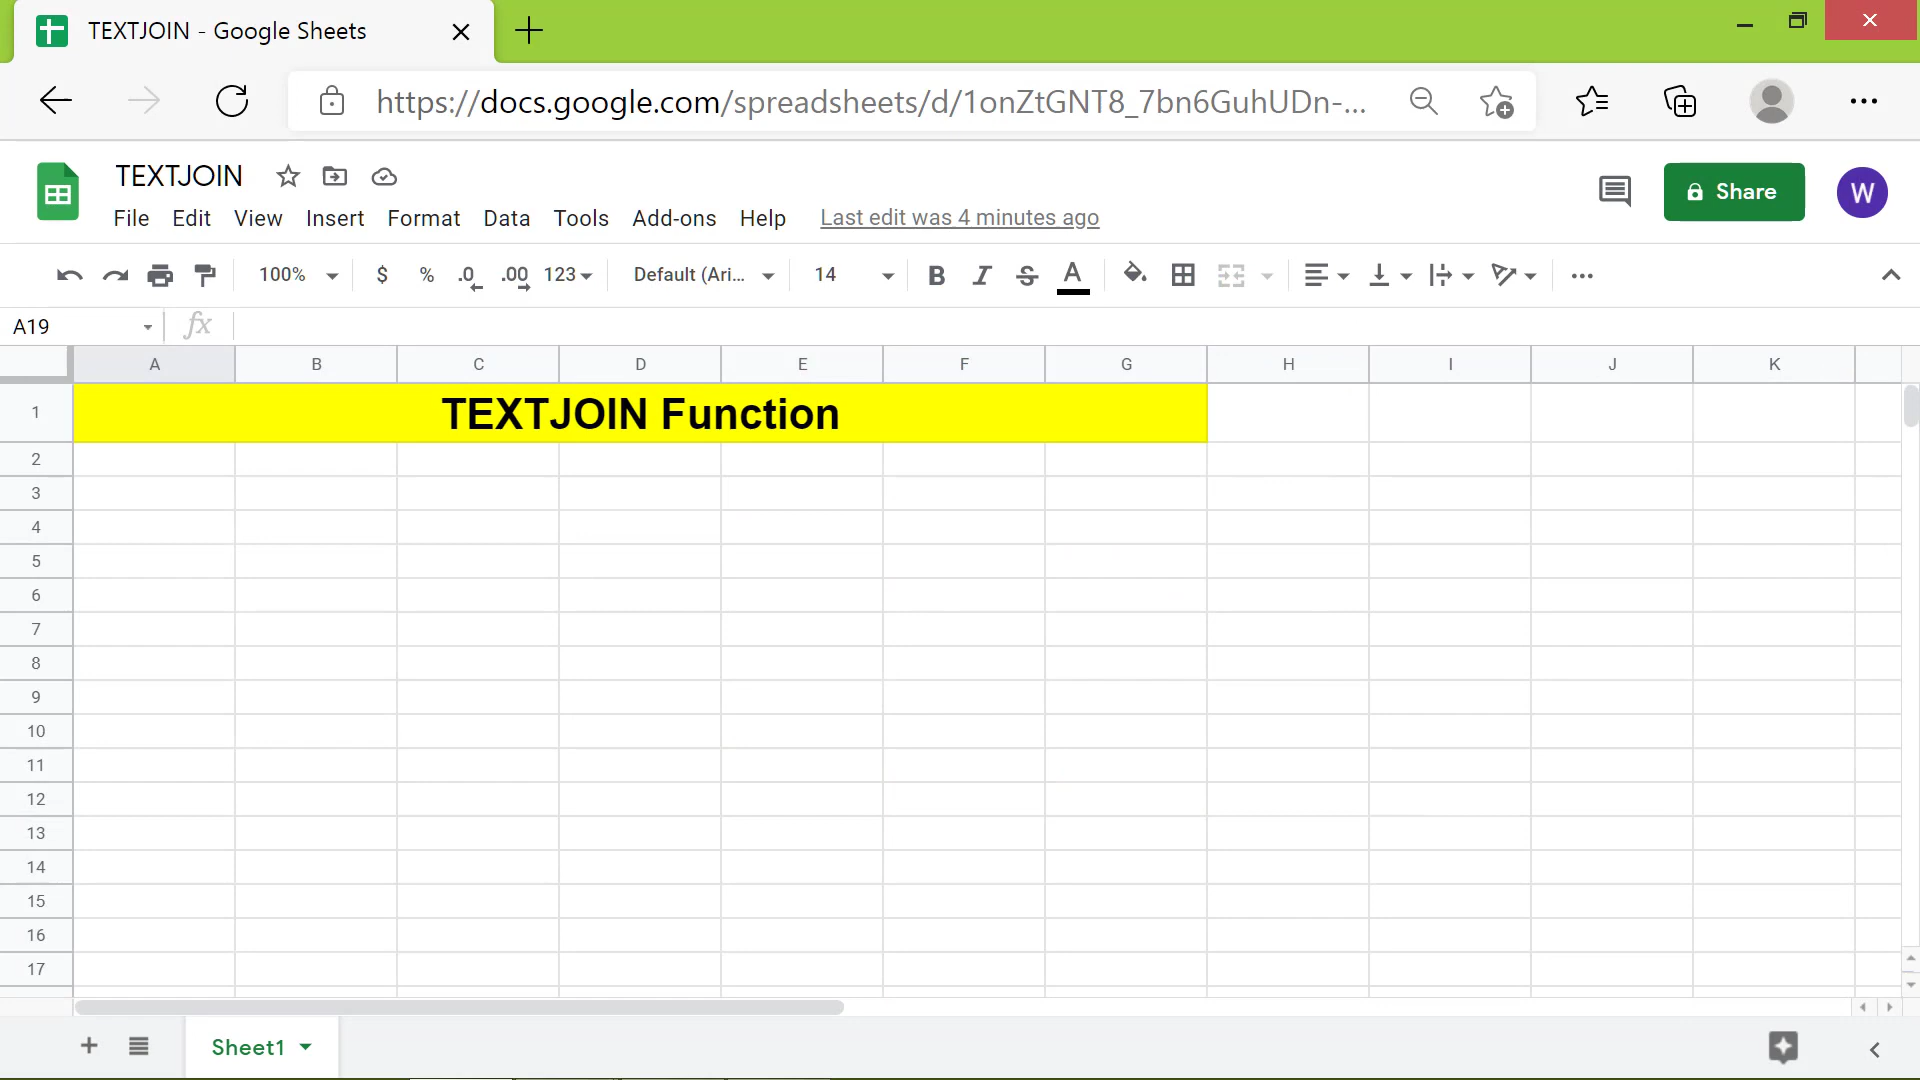 TEXTJOIN - Google Sheets
https://docs.google.com/spreadsheets/d/1onZtGNT8_7bn6GuhUDn-...
TEXTJOIN
Share
W
File Edit View Insert Format Data Tools Add-ons Help Last edit was 4 minutes ago
100% $ % .0 .00 123 Default (Ari... 14 B I S A
A19 fx
A B C D E F G H I J K
1 TEXTJOIN Function
2
3
4
5
6
7
8
9
10
11
12
13
14
15
16
17
Sheet1